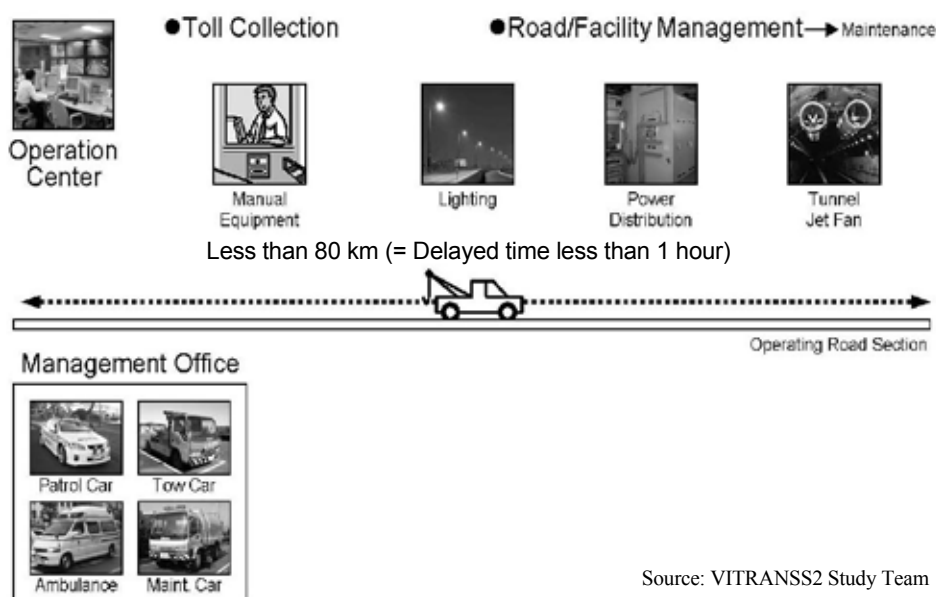 ●Toll Collection
●Road/Facility Management→Maintenance
Operation
Center
Manual
Equipment
Lighting
Power
Distribution
Tunnel
Jet Fan
Less than 80 km (= Delayed time less than 1 hour)
Operating Road Section
Management Office
Patrol Car
Tow Car
Ambulance
Maint. Car
Source: VITRANSS2 Study Team